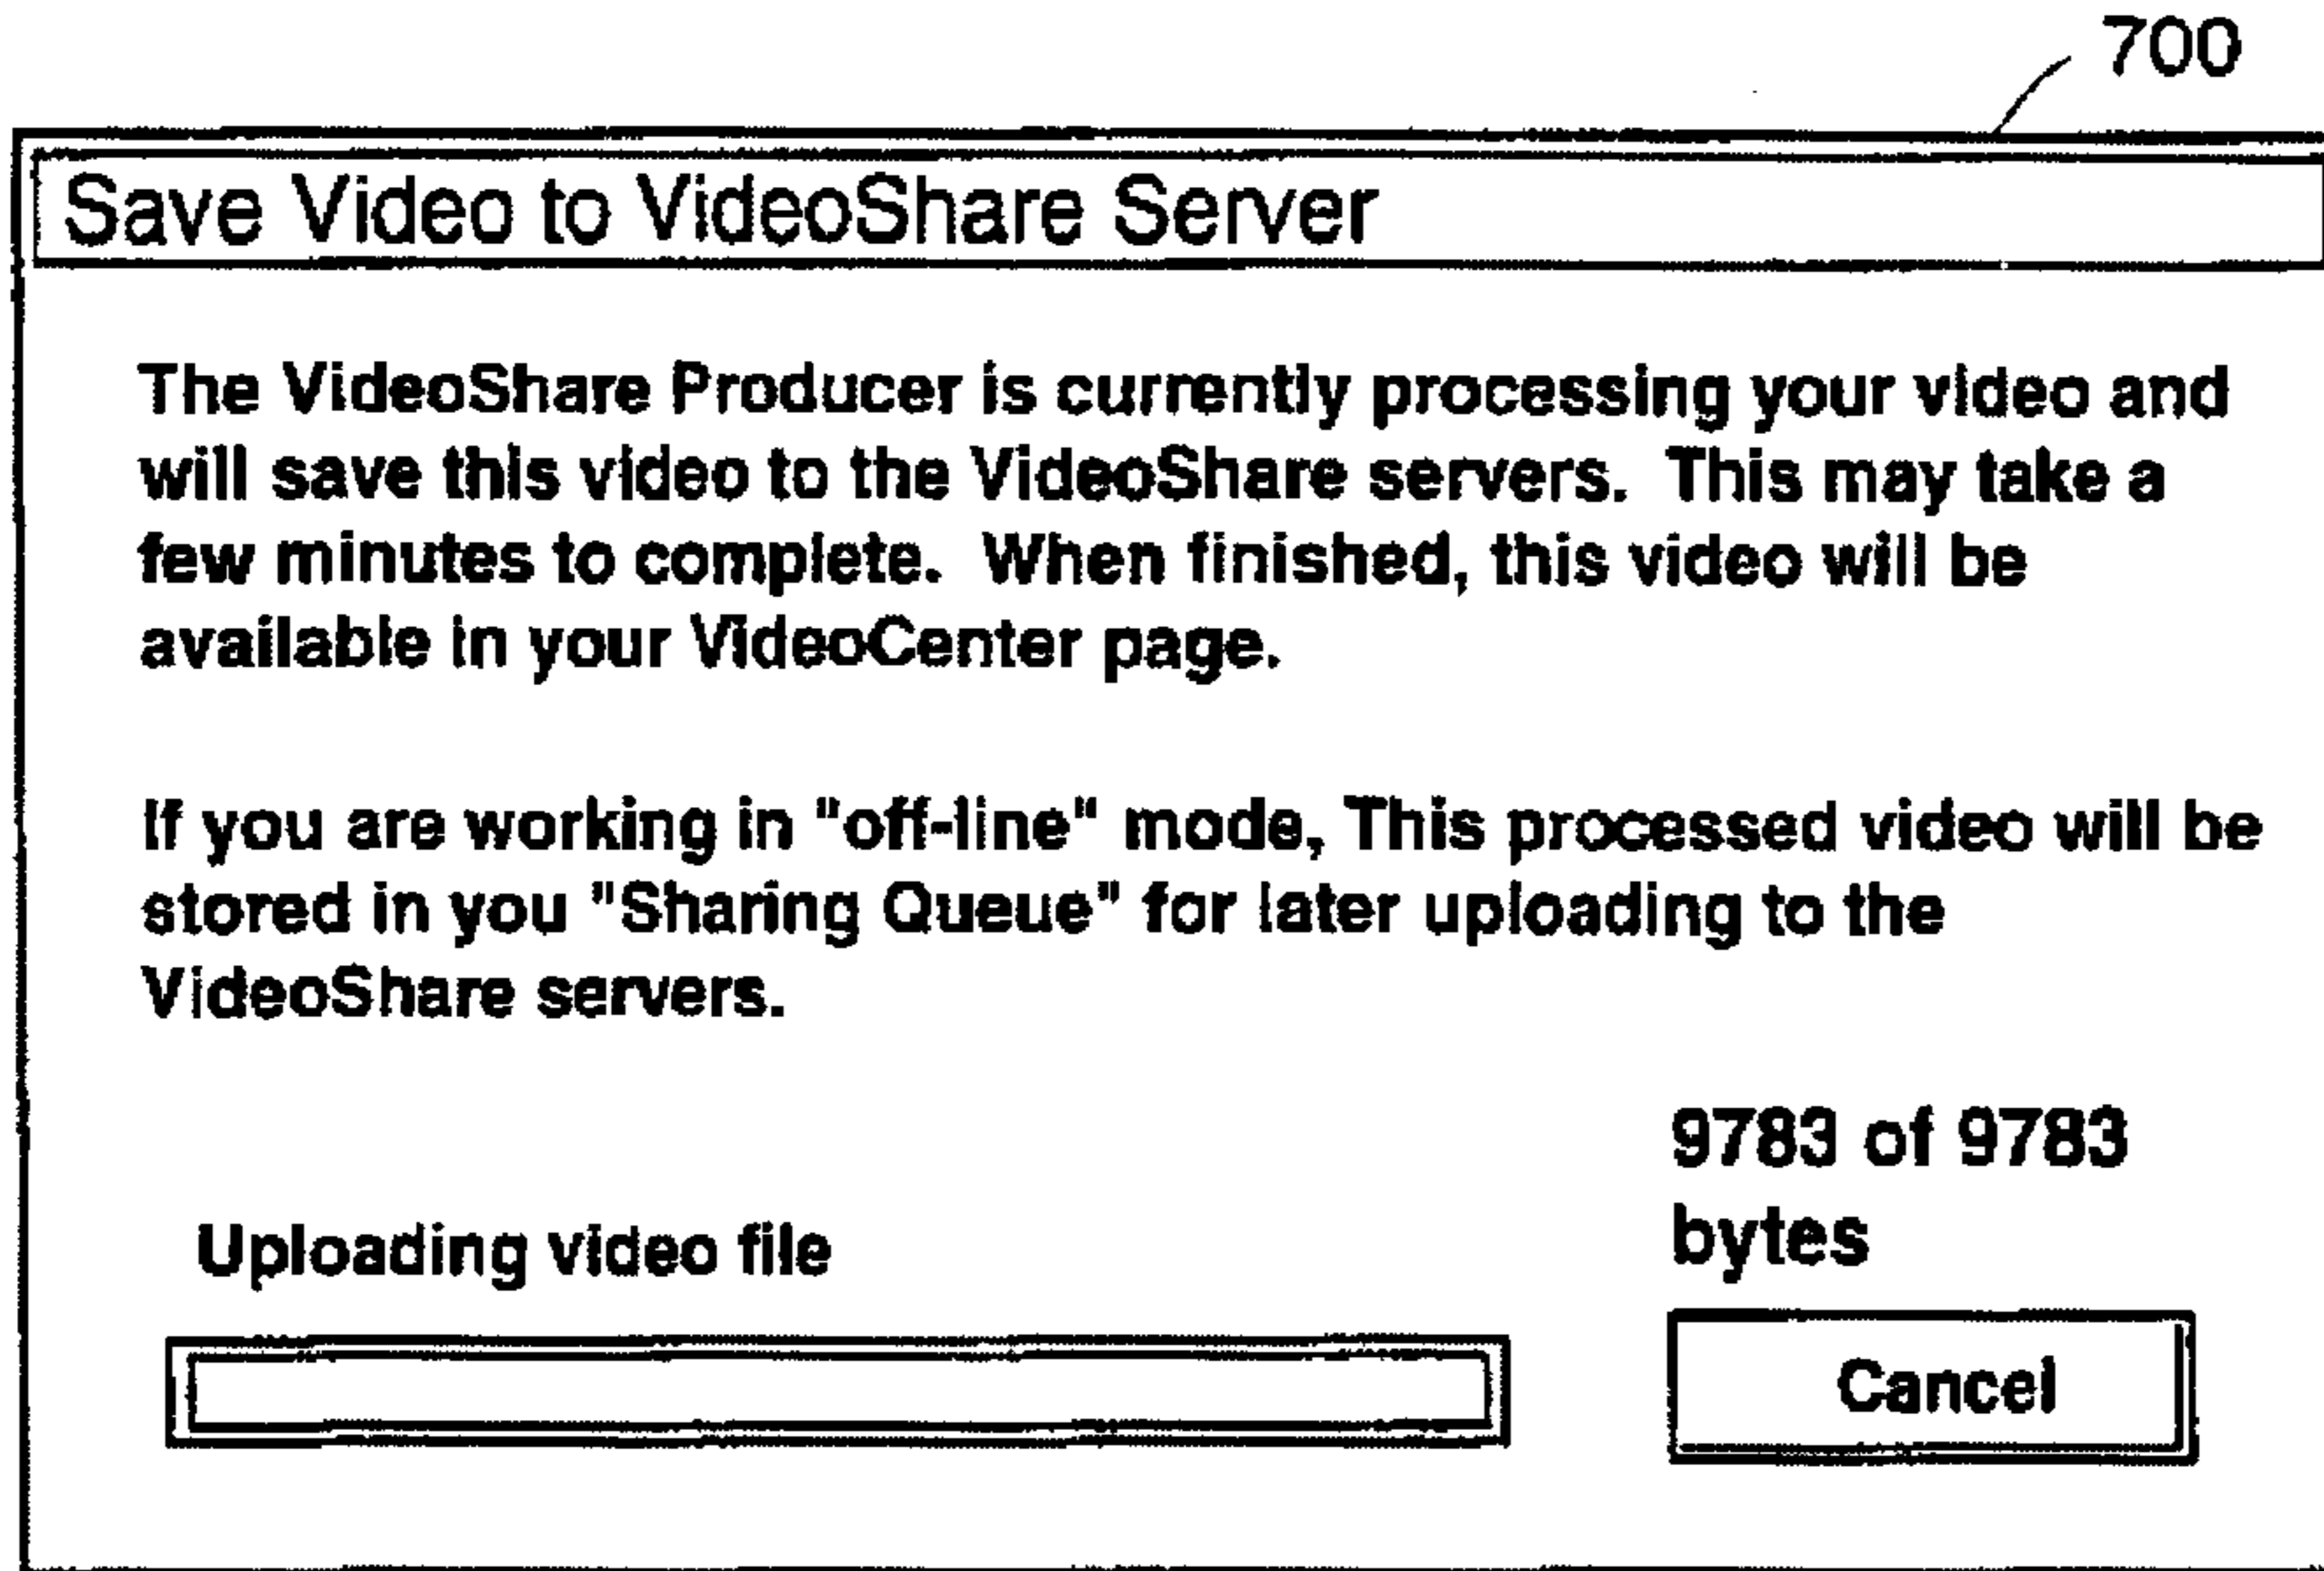 700
Save Video to VideoShare Server
The VideoShare Producer is currently processing your video and
will save this video to the VideoShare servers.  This may take a
few minutes to complete.  When finished, this video will be
available in your VideoCenter page.
If you are working in "off-line" mode, This processed video will be
stored in you "Sharing Queue" for later uploading to the
VideoShare servers.
9783 of 9783
bytes
Uploading video file
Cancel